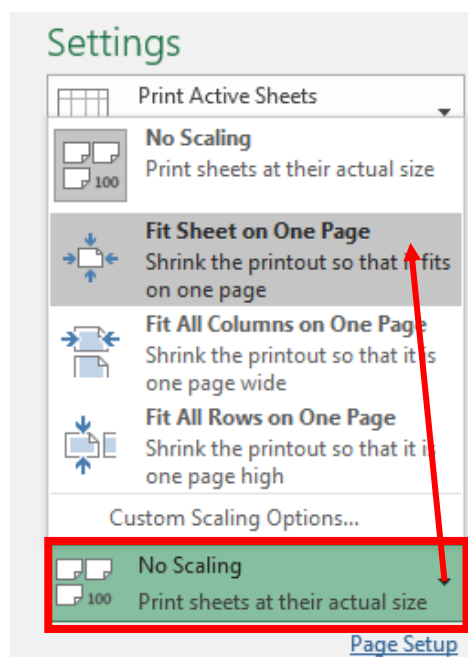 Settings
Print Active Sheets
No Scaling
Print sheets at their actual size
100
Fit Sheet on One Page
Shrink the printout so that it fits
on one page
Fit All Columns on One Page
Shrink the printout so that it is
one page wide
Fit All Rows on One Page
Shrink the printout so that it is
one page high
Custom Scaling Options...
No Scaling
100
Print sheets at their actual size
Page Setup